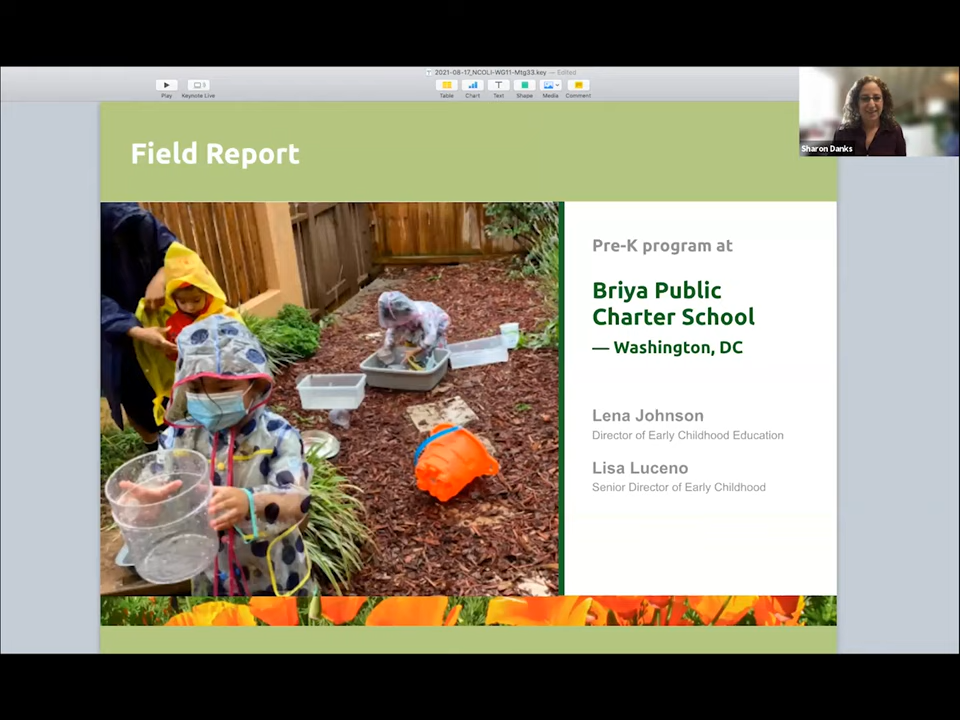 2021-08-17_NCOLI-WG11-Mtg33.key — Edited
Play
Keynote Live
Table
Chart
Text
Shape
Media
Comment
Sharon Danks
Field Report
Pre-K program at
Briya Public
Charter School
— Washington, DC
Lena Johnson
Director of Early Childhood Education
Lisa Luceno
Senior Director of Early Childhood